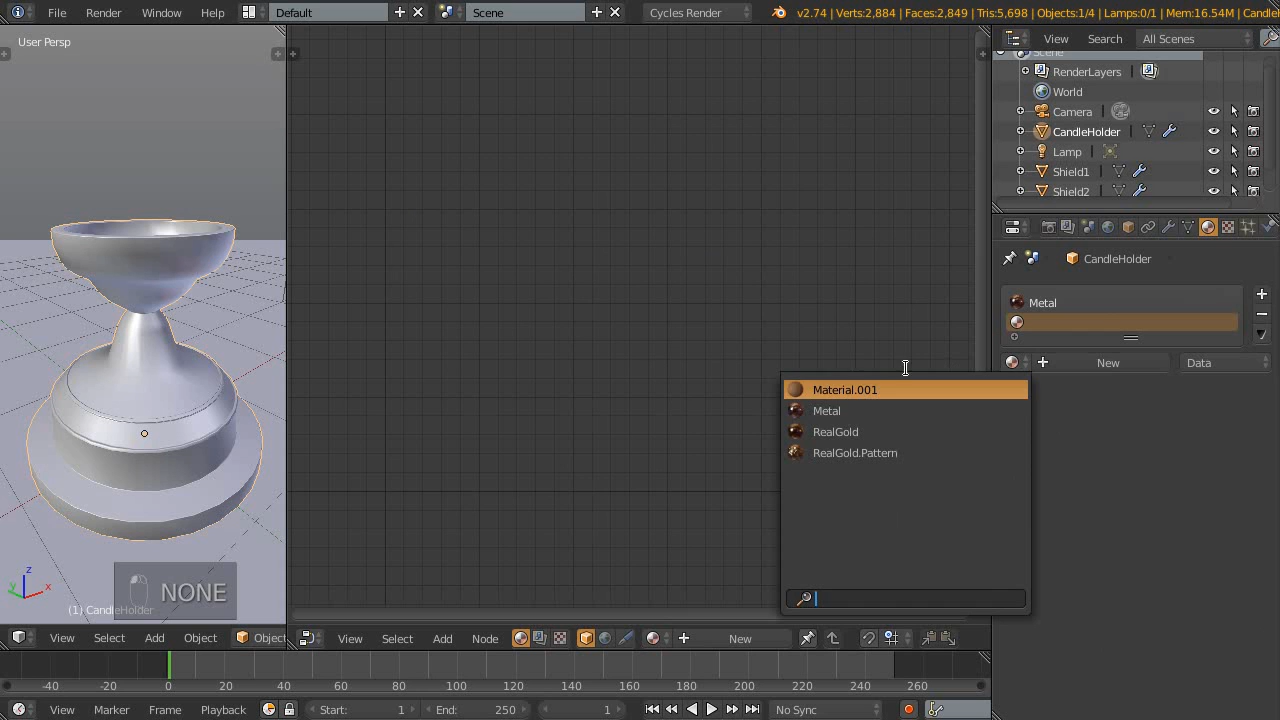 File Render Window Help Default Scene Cycles Render v2.74 | Verts:2,884 | Faces:2,849 | Tris:5,698 | Objects:1/4 | Lamps:0/1 | Mem:16.54M | Candle
User Persp
View Search All Scenes
Scene
RenderLayers
World
Camera
CandleHolder
Lamp
Shield1
Shield2
CandleHolder
Metal
New Data
Material.001
Metal
RealGold
RealGold.Pattern
NONE
z
y x
(1) CandleHolder
View Select Add Object Object
View Select Add Node New
-40 -20 0 20 40 60 80 100 120 140 160 180 200 220 240 260
View Marker Frame Playback Start: 1 End: 250 1 No Sync